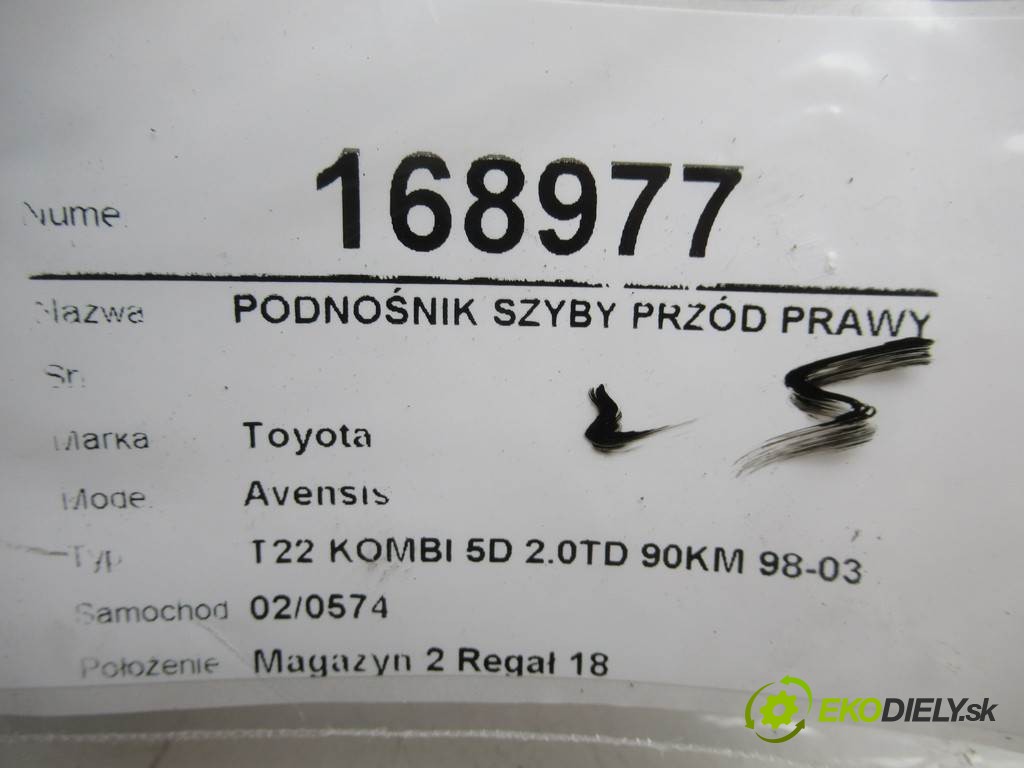 Nume 168977
Nazwa PODNOŚNIK SZYBY PRZÓD PRAWY
Sr.
Marka Toyota
Model Avensis
Typ T22 KOMBI 5D 2.0TD 90KM 98-03
Samochod 02/0574
Położenie Magazyn 2 Regał 18
EKODIELY.sk